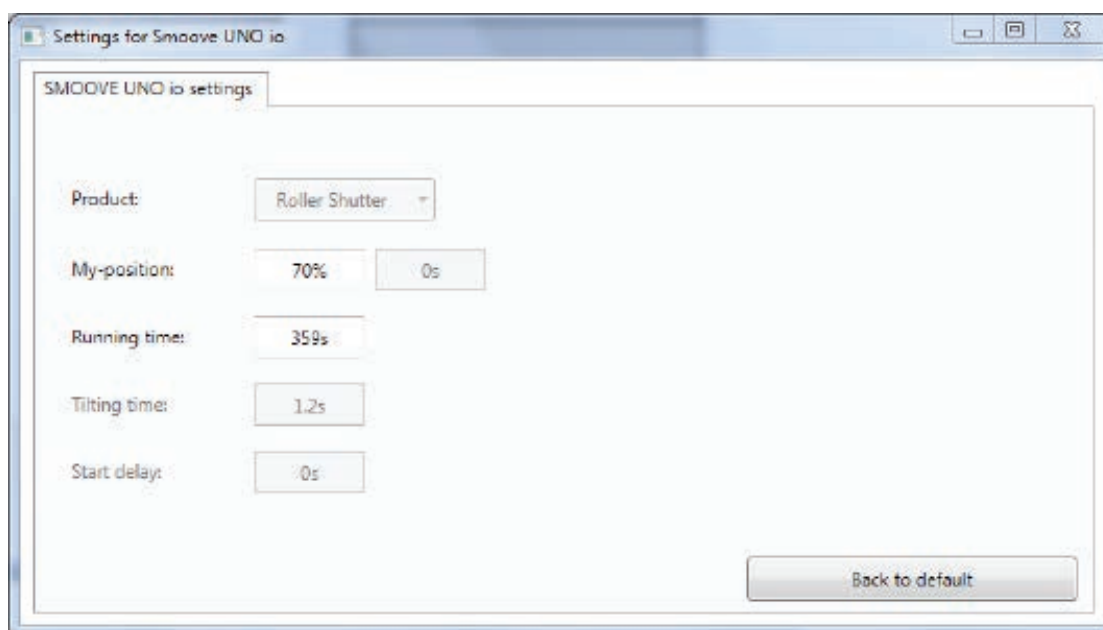 Settings for Smoove UNO io
SMOOVE UNO io settings
Product: Roller Shutter
My-position: 70% 0s
Running time: 359s
Tilting time: 1.2s
Start delay: 0s
Back to default